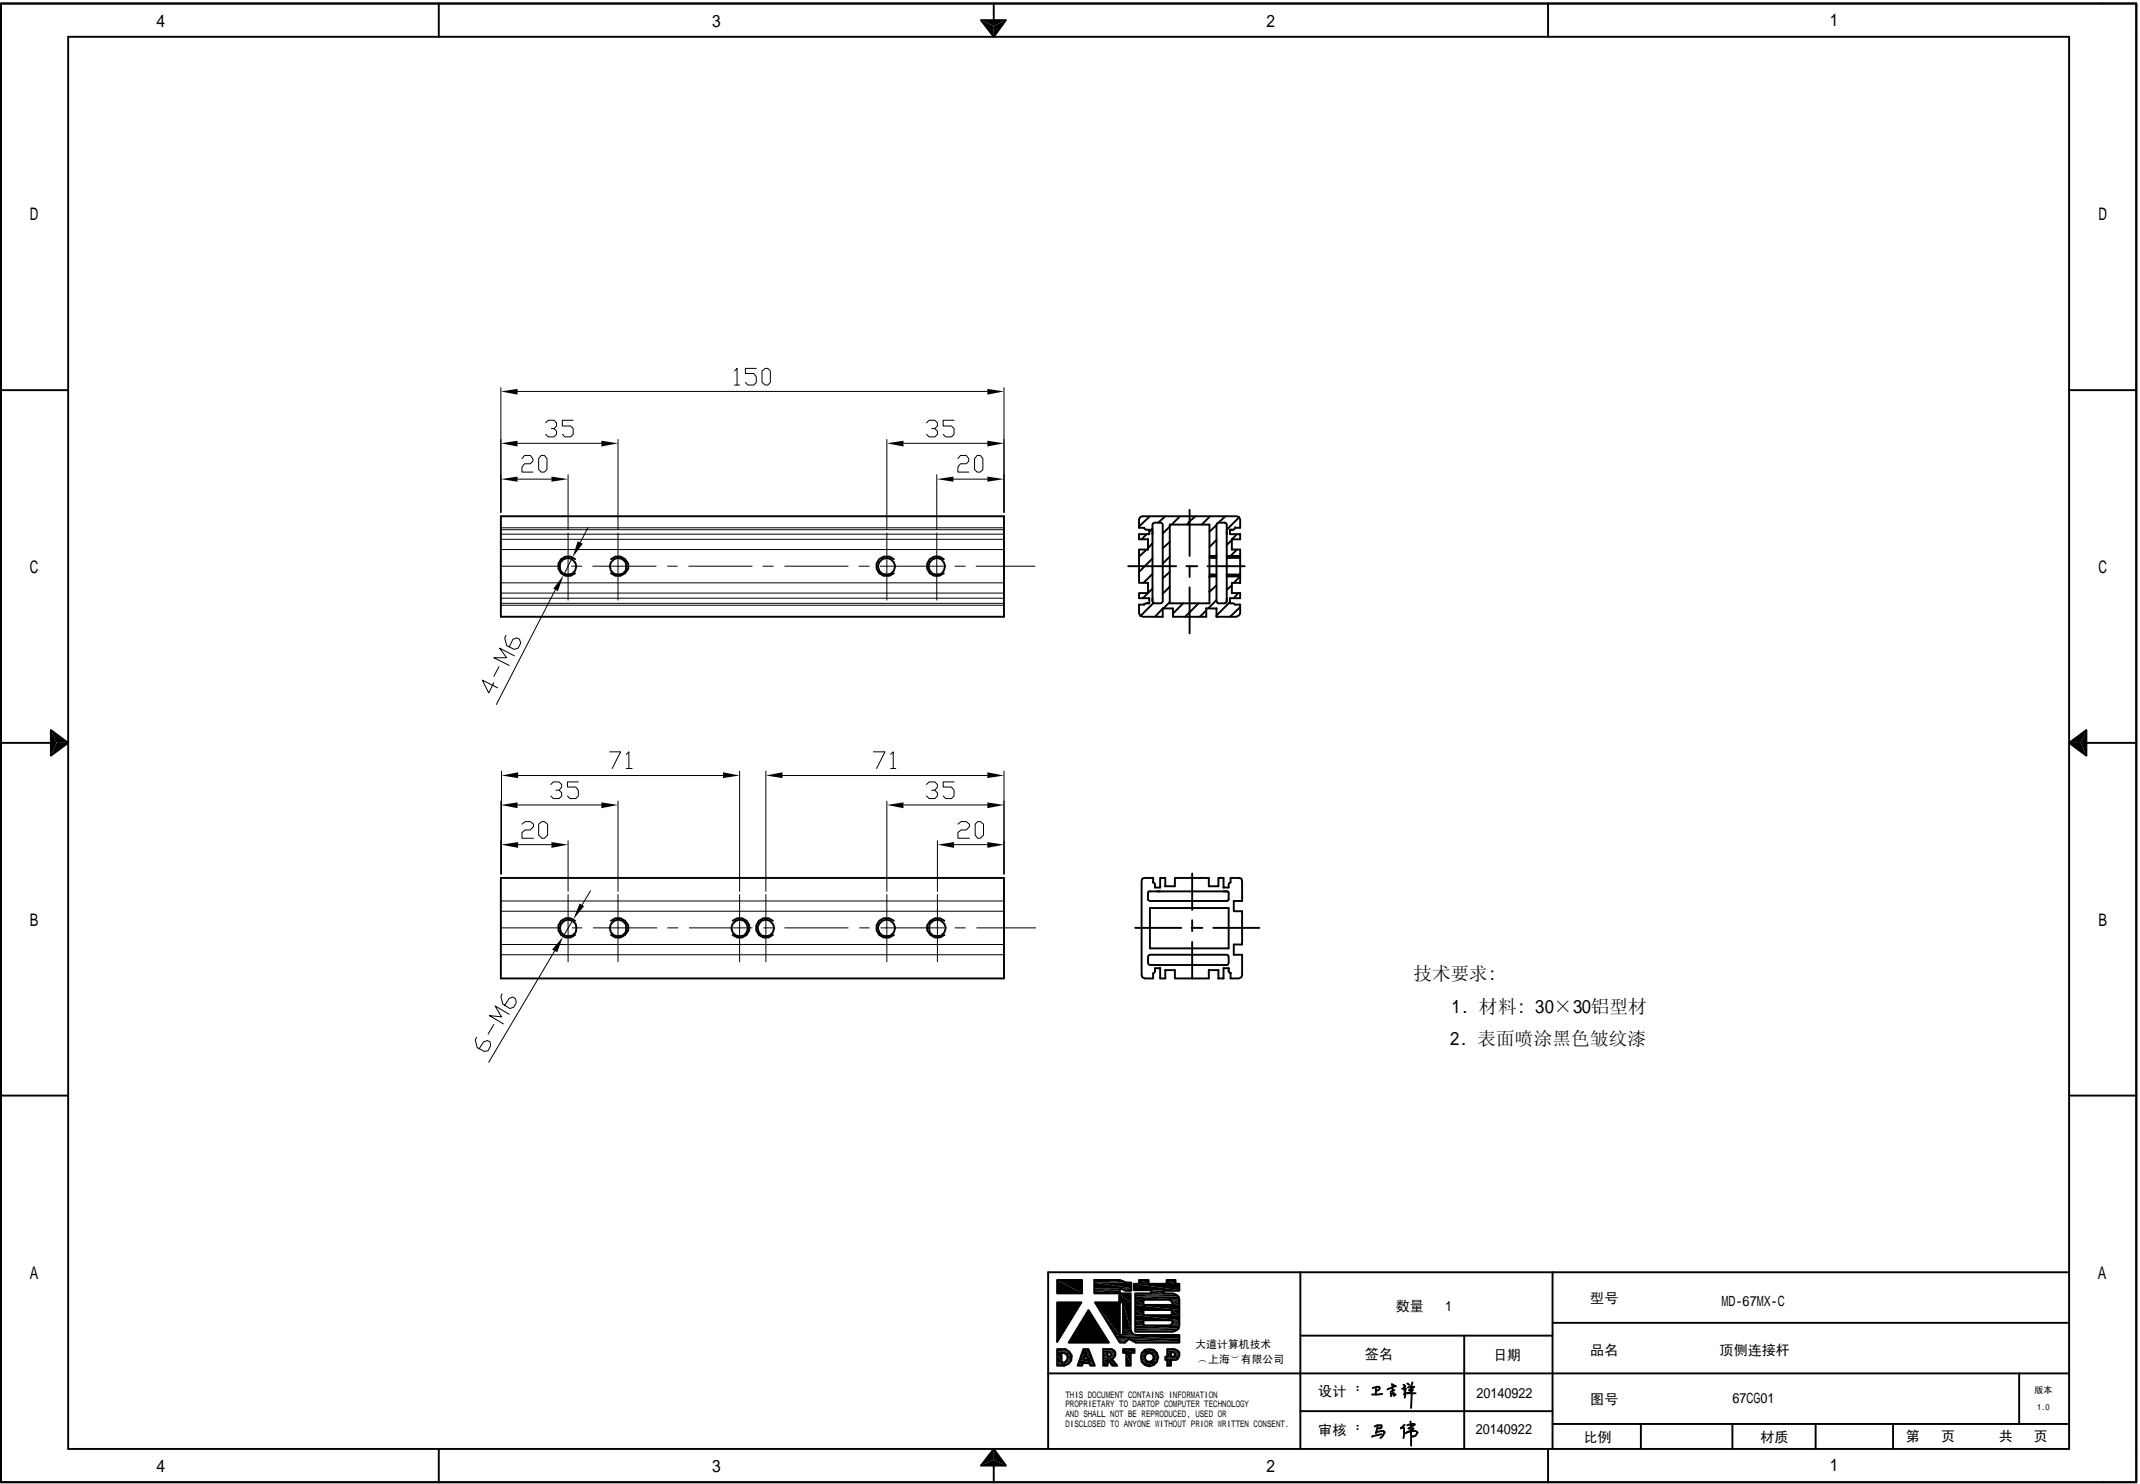 4 3 2 1
D D
150
35 35
20 20
C C
4-M6
71 71
35 35
20 20
B B
6-M6
技术要求:
1. 材料: 30×30铝型材
2. 表面喷涂黑色皱纹漆
A A
大道
DARTOP
大道计算机技术
(上海)有限公司
THIS DOCUMENT CONTAINS INFORMATION
PROPRIETARY TO DARTOP COMPUTER TECHNOLOGY
AND SHALL NOT BE REPRODUCED, USED OR
DISCLOSED TO ANYONE WITHOUT PRIOR WRITTEN CONSENT.
数量 1
签名 日期
设计: 卫吉祥 20140922
审核: 马伟 20140922
型号 MD-67MX-C
品名 顶侧连接杆
图号 67CG01 版本
1.0
比例 材质 第 页 共 页
4 3 2 1